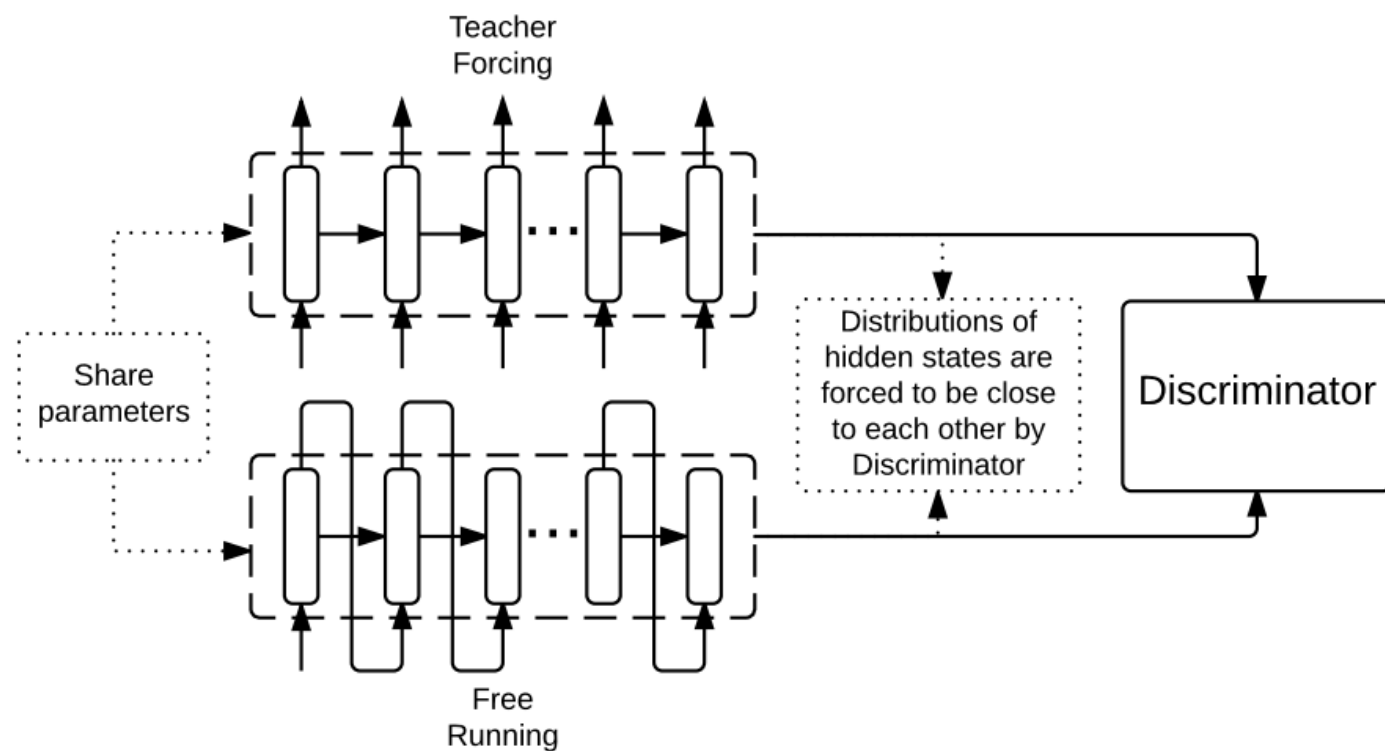 Teacher
Forcing
Share
parameters
Distributions of
hidden states are
forced to be close
to each other by
Discriminator
Discriminator
Free
Running